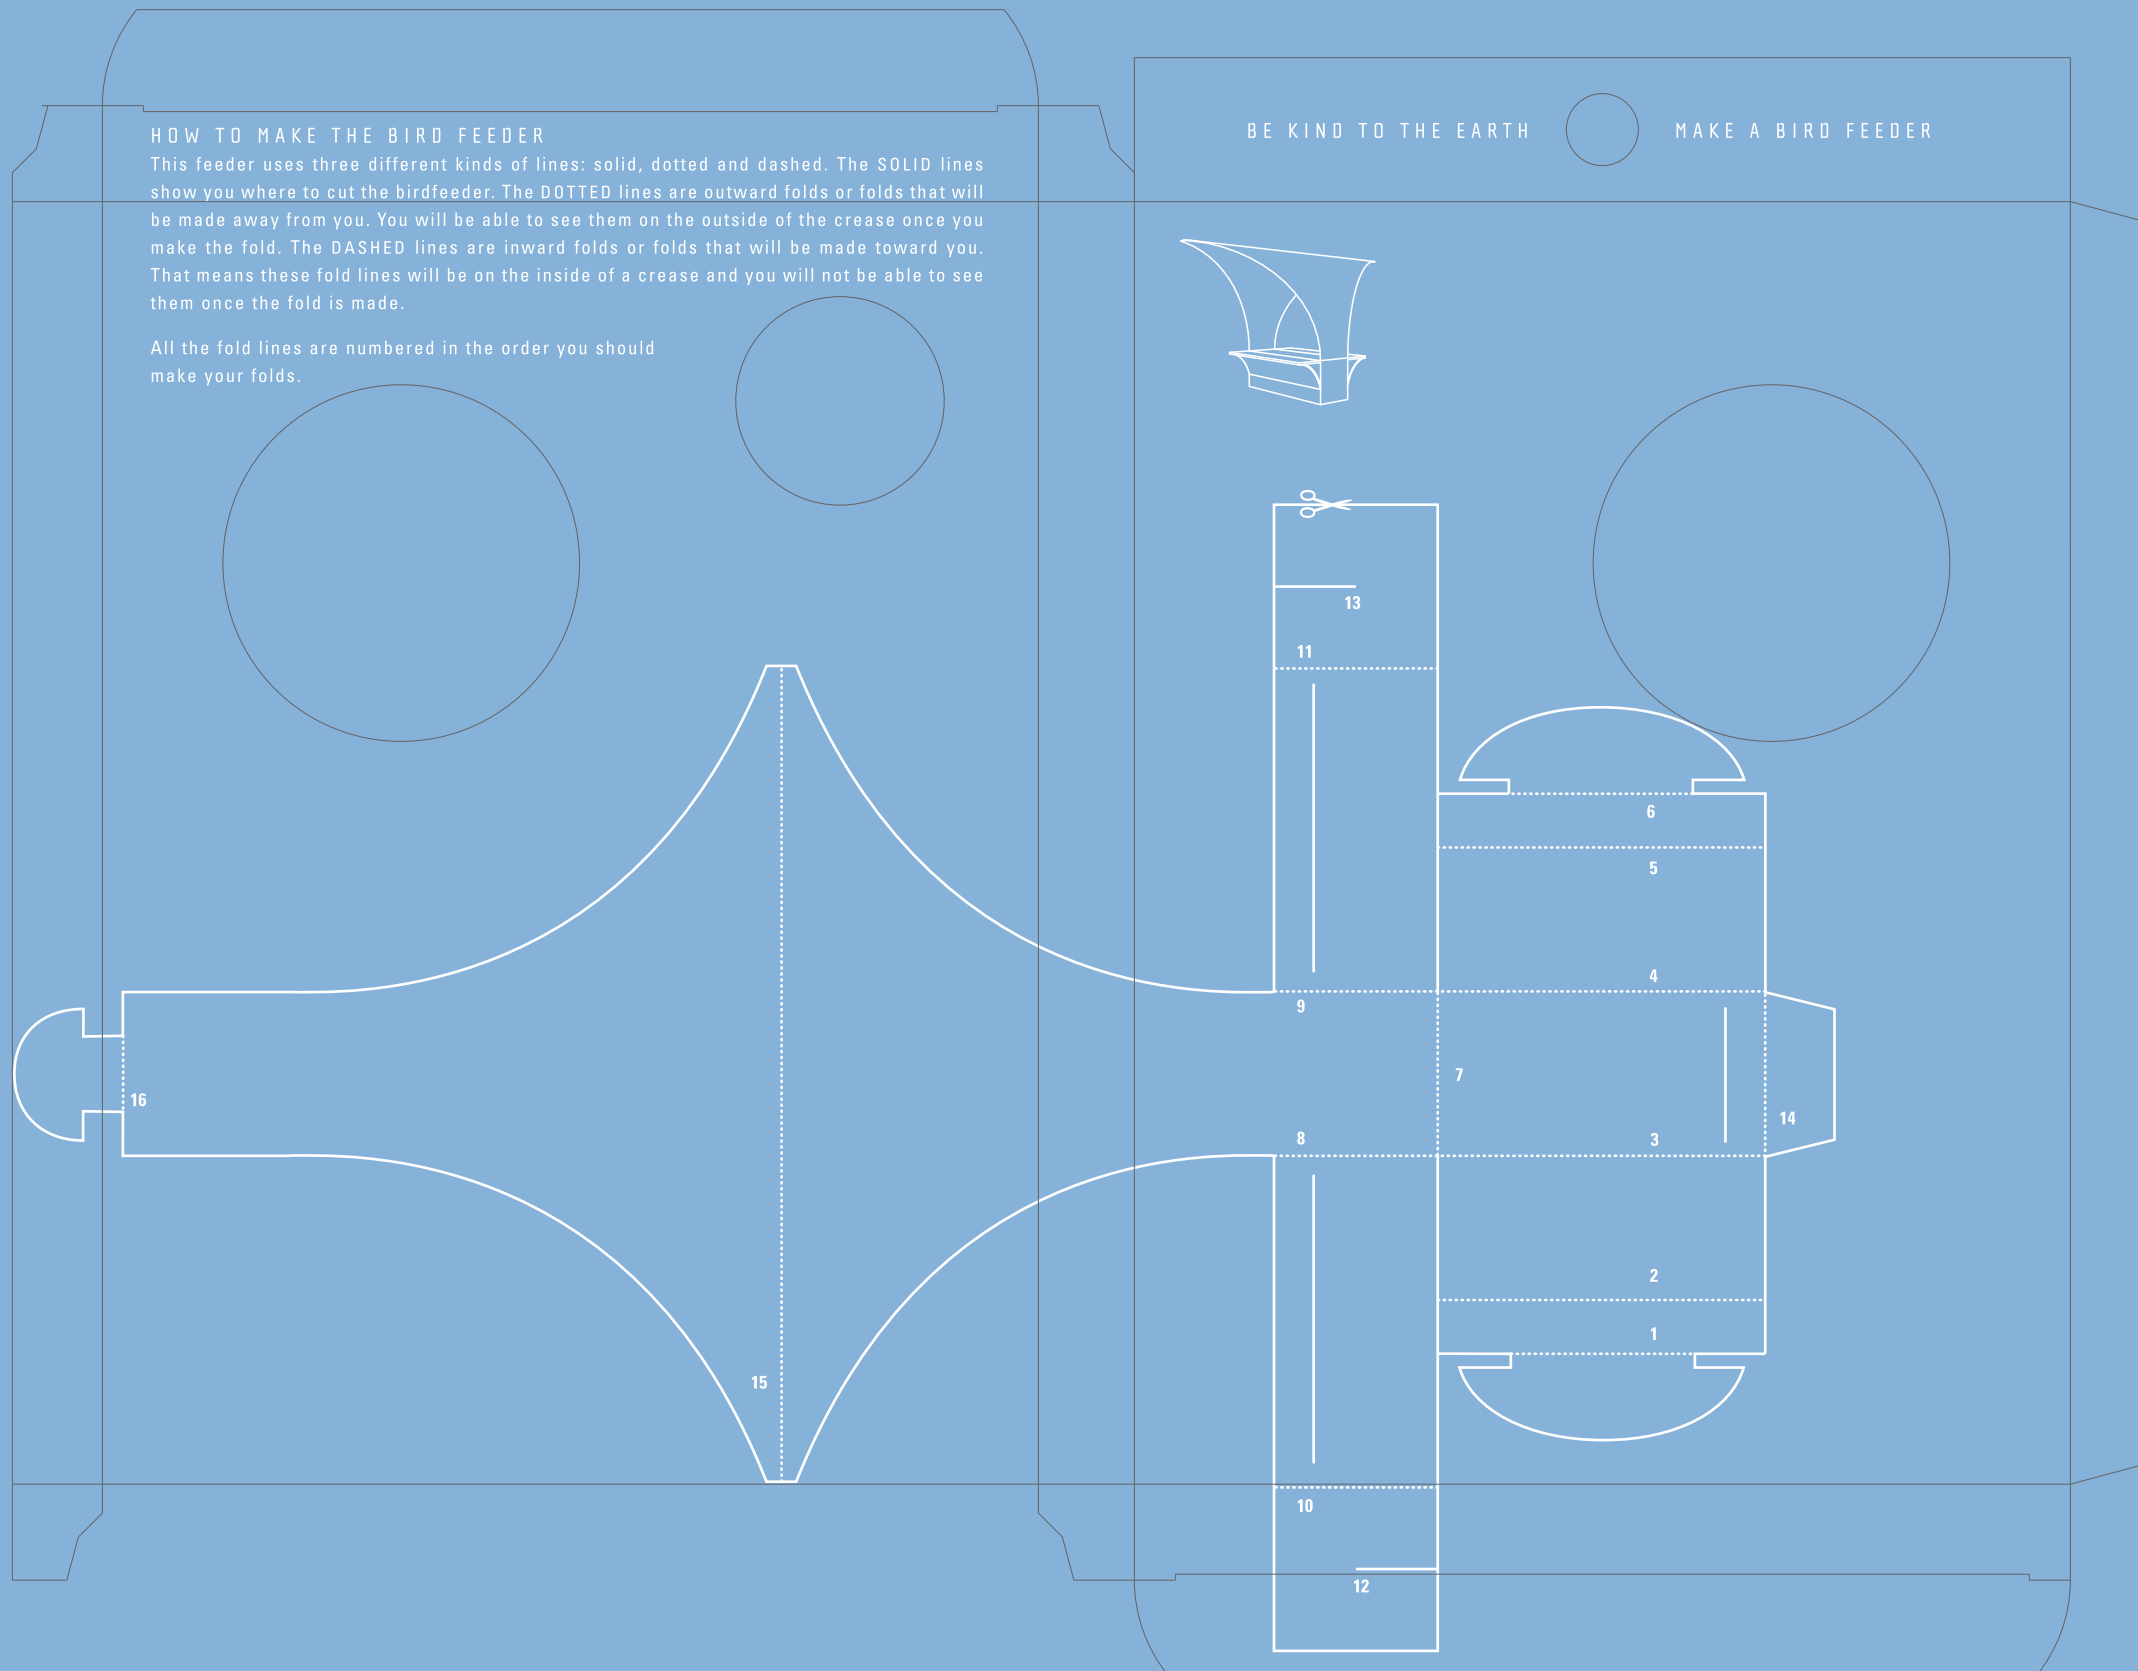 HOW TO MAKE THE BIRD FEEDER
This feeder uses three different kinds of lines: solid, dotted and dashed. The SOLID lines
show you where to cut the birdfeeder. The DOTTED lines are outward folds or folds that will
be made away from you. You will be able to see them on the outside of the crease once you
make the fold. The DASHED lines are inward folds or folds that will be made toward you.
That means these fold lines will be on the inside of a crease and you will not be able to see
them once the fold is made.
All the fold lines are numbered in the order you should
make your folds.
BE KIND TO THE EARTH
MAKE A BIRD FEEDER
13
11
6
5
4
9
7
16
14
8
3
2
1
15
10
12